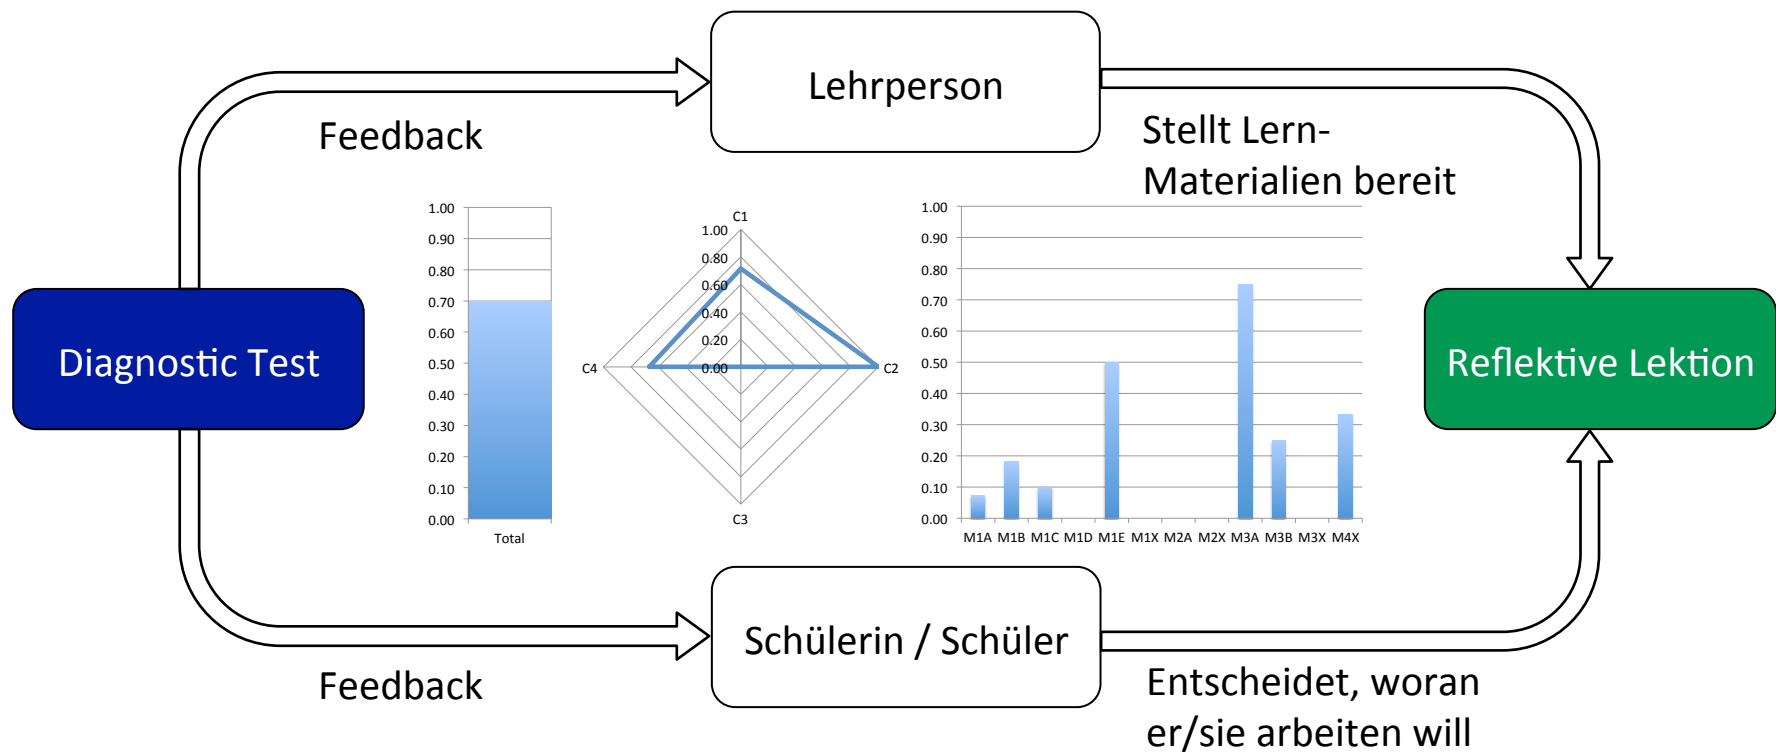 Lehrperson
Feedback
Stellt Lern-
Materialien bereit
Diagnostic Test
1.00
0.90
0.80
0.70
0.60
0.50
0.40
0.30
0.20
0.10
0.00
Total
C1
1.00
0.80
0.60
0.40
0.20
0.00
C4
C2
C3
1.00
0.90
0.80
0.70
0.60
0.50
0.40
0.30
0.20
0.10
0.00
M1A M1B M1C M1D M1E M1X M2A M2X M3A M3B M3X M4X
Reflektive Lektion
Schülerin / Schüler
Feedback
Entscheidet, woran
er/sie arbeiten will